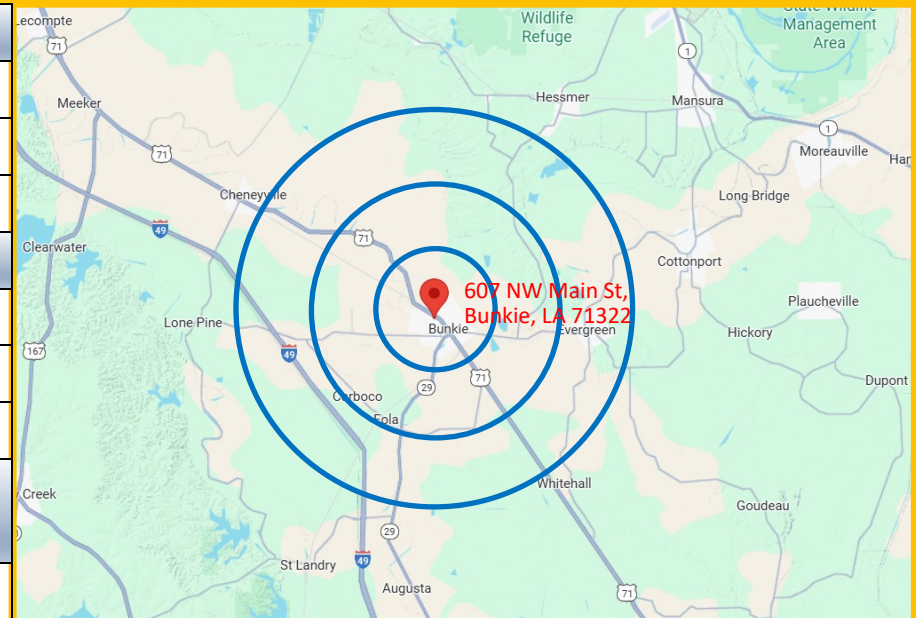 Lecompte
Wildlife
Refuge
State Wildlife
Management
Area
71
1
Meeker
Hessmer
Mansura
1
71
Moreauville
Cheneyville
Long Bridge
49
71
Clearwater
Cottonport
607 NW Main St,
Bunkie, LA 71322
Plaucheville
Lone Pine
Bunkie
Evergreen
Hickory
167
49
71
Dupont
29
Carboco
Eola
Whitehall
Creek
Goudeau
29
49
St Landry
Augusta
71